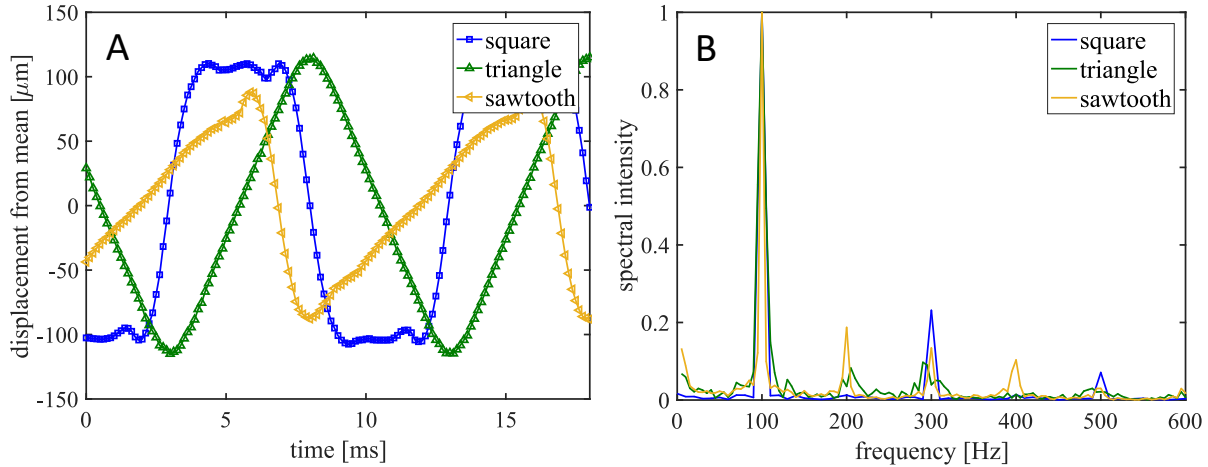 A
square
triangle
sawtooth
displacement from mean [μm]
150
100
50
0
-50
-100
-150
0
5
10
15
time [ms]
B
square
triangle
sawtooth
spectral intensity
1
0.8
0.6
0.4
0.2
0
0
100
200
300
400
500
600
frequency [Hz]